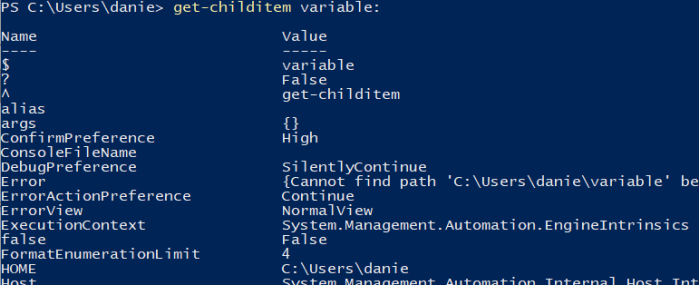 PS C:\Users\danie> get-childitem variable:
Name Value
---- -----
$ variable
? False
^ get-childitem
alias
args {}
ConfirmPreference High
ConsoleFileName
DebugPreference SilentlyContinue
Error {Cannot find path 'C:\Users\danie\variable' be
ErrorActionPreference Continue
ErrorView NormalView
ExecutionContext System.Management.Automation.EngineIntrinsics
false False
FormatEnumerationLimit 4
HOME C:\Users\danie
Host System.Management.Automation.Internal.Host.Int